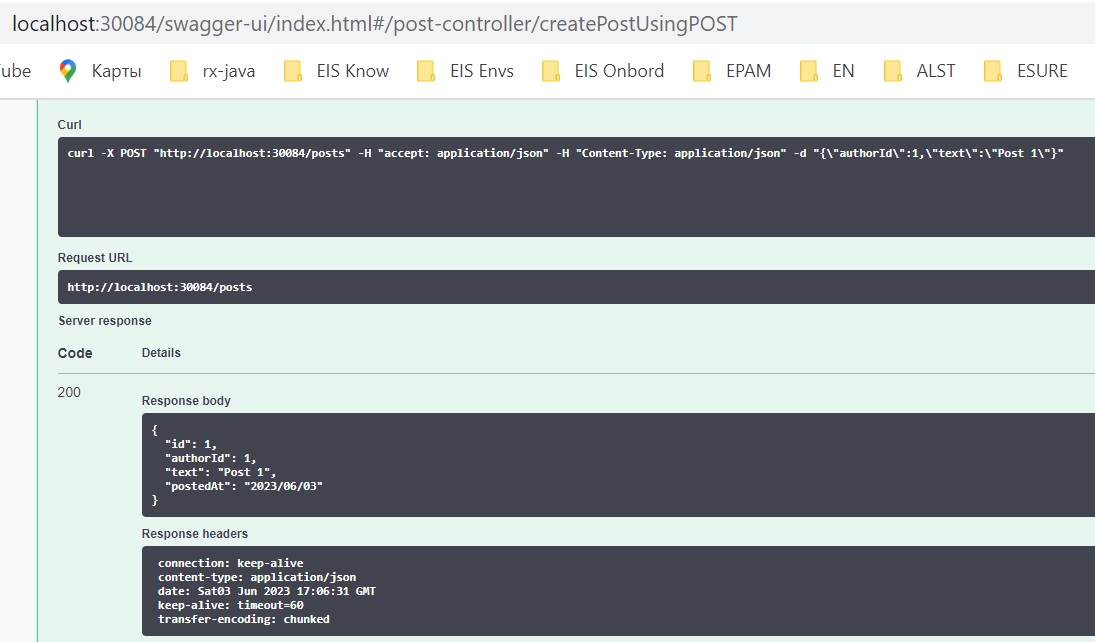 localhost:30084/swagger-ui/index.html#/post-controller/createPostUsingPOST
ube Карты rx-java EIS Know EIS Envs EIS Onbord EPAM EN ALST ESURE
Curl
curl -X POST "http://localhost:30084/posts" -H "accept: application/json" -H "Content-Type: application/json" -d "{\"authorId\":1,\"text\":\"Post 1\"}"
Request URL
http://localhost:30084/posts
Server response
Code Details
200
Response body
{
  "id": 1,
  "authorId": 1,
  "text": "Post 1",
  "postedAt": "2023/06/03"
}
Response headers
connection: keep-alive
content-type: application/json
date: Sat03 Jun 2023 17:06:31 GMT
keep-alive: timeout=60
transfer-encoding: chunked